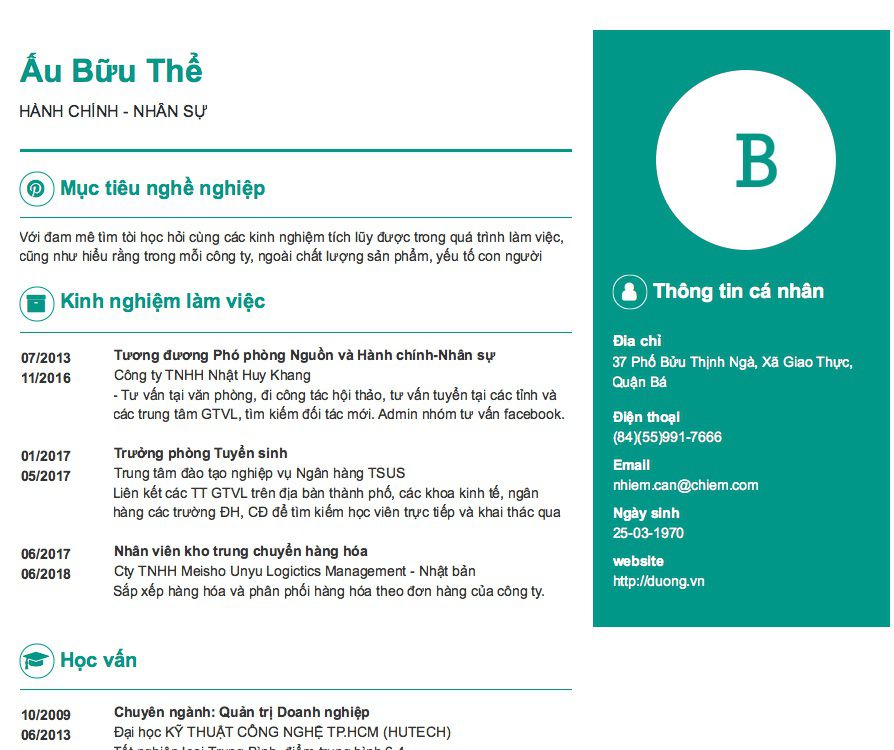 Ấu Bữu Thể
HÀNH CHÍNH - NHÂN SỰ
Mục tiêu nghề nghiệp
Với đam mê tìm tòi học hỏi cùng các kinh nghiệm tích lũy được trong quá trình làm việc,
cũng như hiểu rằng trong mỗi công ty, ngoài chất lượng sản phẩm, yếu tố con người
Kinh nghiệm làm việc
07/2013
11/2016
Tương đương Phó phòng Nguồn và Hành chính-Nhân sự
Công ty TNHH Nhật Huy Khang
- Tư vấn tại văn phòng, đi công tác hội thảo, tư vấn tuyển tại các tỉnh và
các trung tâm GTVL, tìm kiếm đối tác mới. Admin nhóm tư vấn facebook.
01/2017
05/2017
Trưởng phòng Tuyển sinh
Trung tâm đào tạo nghiệp vụ Ngân hàng TSUS
Liên kết các TT GTVL trên địa bàn thành phố, các khoa kinh tế, ngân
hàng các trường ĐH, CĐ để tìm kiếm học viên trực tiếp và khai thác qua
06/2017
06/2018
Nhân viên kho trung chuyển hàng hóa
Cty TNHH Meisho Unyu Logictics Management - Nhật bản
Sắp xếp hàng hóa và phân phối hàng hóa theo đơn hàng của công ty.
Học vấn
10/2009
06/2013
Chuyên ngành: Quản trị Doanh nghiệp
Đại học KỸ THUẬT CÔNG NGHỆ TP.HCM (HUTECH)
Tốt nghiệp loại Trung Bình, điểm trung bình 6.4
B
Thông tin cá nhân
Địa chỉ
37 Phố Bửu Thịnh Ngà, Xã Giao Thực,
Quận Bá
Điện thoại
(84)(55)991-7666
Email
nhiem.can@chiem.com
Ngày sinh
25-03-1970
website
http://duong.vn